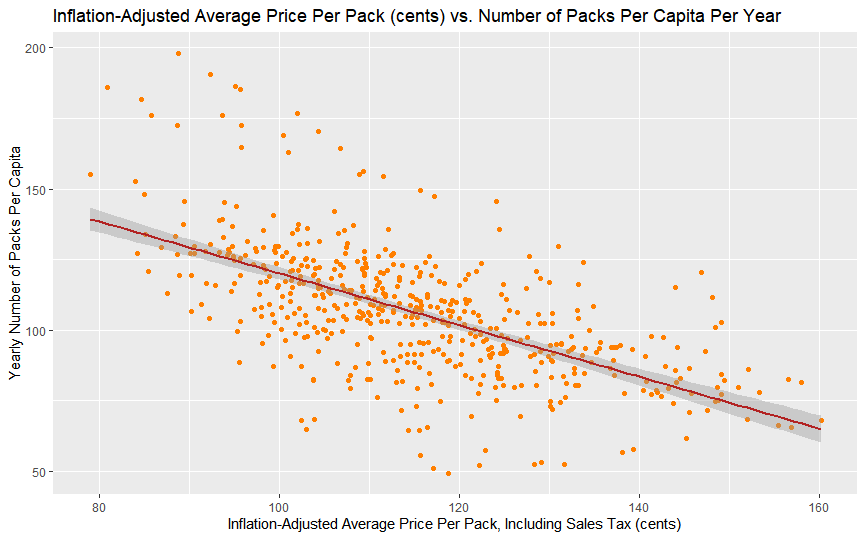 Inflation-Adjusted Average Price Per Pack (cents) vs. Number of Packs Per Capita Per Year
Yearly Number of Packs Per Capita
200
150
100
50
80 100 120 140 160
Inflation-Adjusted Average Price Per Pack, Including Sales Tax (cents)